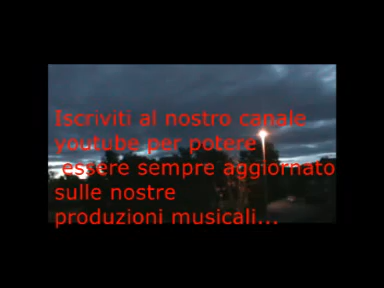 Iscriviti al nostro canale
youtube per potere
essere sempre aggiornato
sulle nostre
produzioni musicali...